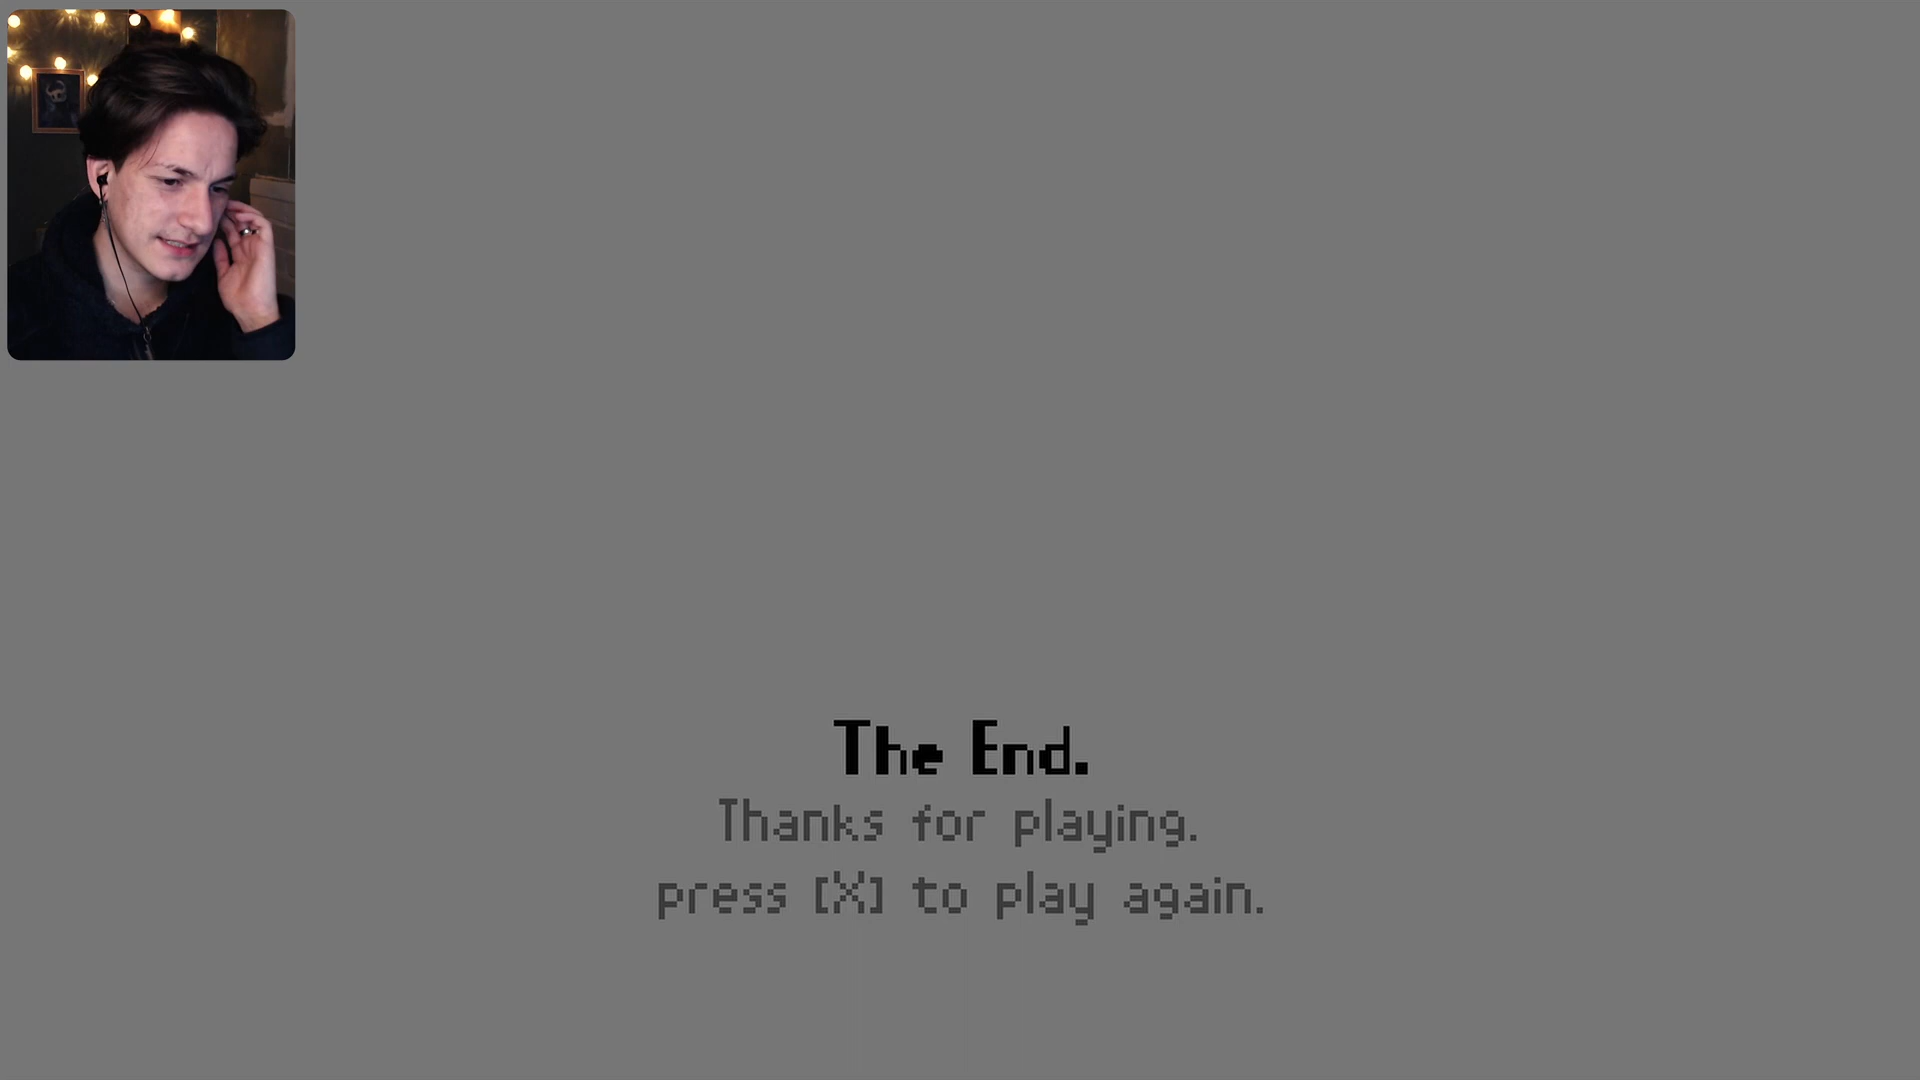 The End.
Thanks for playing.
press [X] to play again.